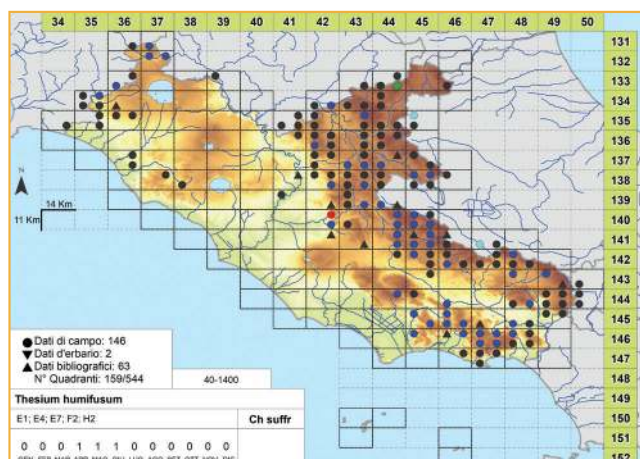 34 35 36 37 38 39 40 41 42 43 44 45 46 47 48 49 50
131
132
133
134
135
136
137
138
139
140
141
142
143
144
145
146
147
148
149
150
151
152
N
14 Km
11 Km
Dati di campo: 146
Dati d'erbario: 2
Dati bibliografici: 63
N° Quadranti: 159/544
40-1400
Thesium humifusum
E1; E4; E7; F2; H2
Ch suffr
0 0 0 1 1 1 0 0 0 0 0 0